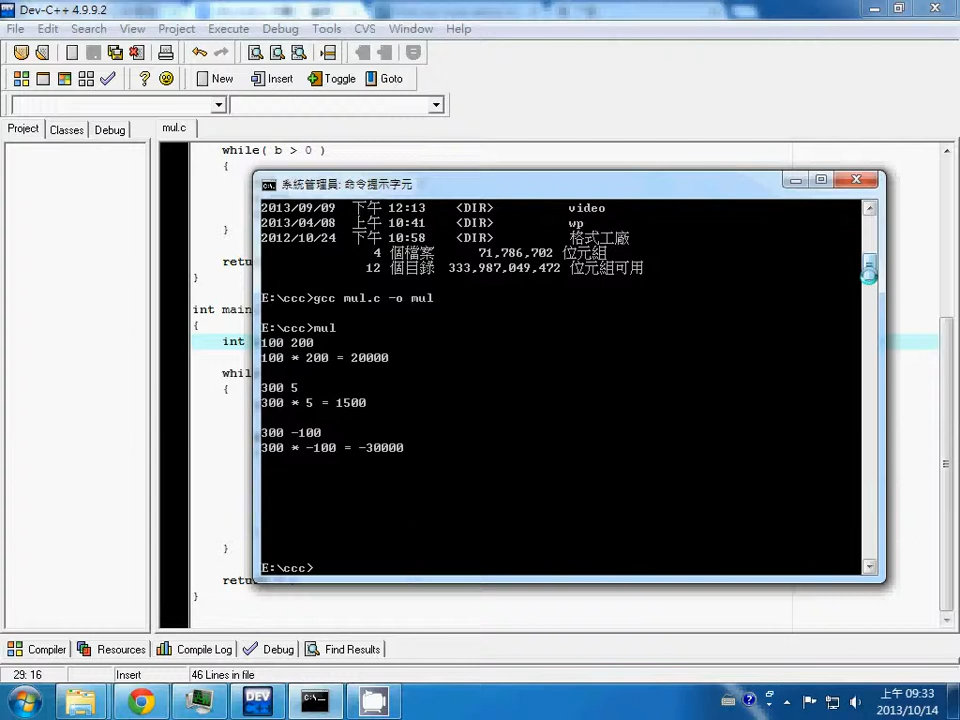 Dev-C++ 4.9.9.2
File Edit Search View Project Execute Debug Tools CVS Window Help
New Insert Toggle Goto
Project Classes Debug
mul.c
while( b > 0 )
{
}
retu
}
int main
{
int
whil
{
}
retu
}
系統管理員: 命令提示字元
2013/09/09 下午 12:13 <DIR> video
2013/04/08 上午 10:41 <DIR> wp
2012/10/24 下午 10:58 <DIR> 格式工廠
4 個檔案 71,786,702 位元組
12 個目錄 333,987,049,472 位元組可用
E:\ccc>gcc mul.c -o mul
E:\ccc>mul
100 200
100 * 200 = 20000
300 5
300 * 5 = 1500
300 -100
300 * -100 = -30000
E:\ccc>
Compiler Resources Compile Log Debug Find Results
29: 16 Insert 46 Lines in file
DEV C++
上午 09:33
2013/10/14